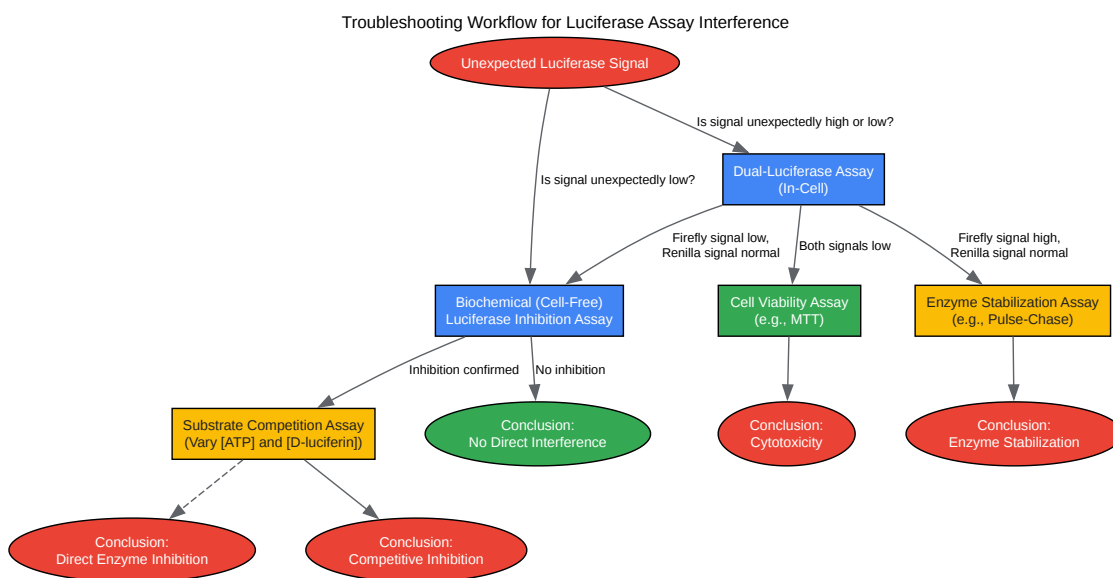 Troubleshooting Workflow for Luciferase Assay Interference
Unexpected Luciferase Signal
Is signal unexpectedly high or low?
Dual-Luciferase Assay
(In-Cell)
Is signal unexpectedly low?
Firefly signal low,
Renilla signal normal
Both signals low
Firefly signal high,
Renilla signal normal
Biochemical (Cell-Free)
Luciferase Inhibition Assay
Cell Viability Assay
(e.g., MTT)
Enzyme Stabilization Assay
(e.g., Pulse-Chase)
Inhibition confirmed
No inhibition
Substrate Competition Assay
(Vary [ATP] and [D-luciferin])
Conclusion:
No Direct Interference
Conclusion:
Cytotoxicity
Conclusion:
Enzyme Stabilization
Conclusion:
Direct Enzyme Inhibition
Conclusion:
Competitive Inhibition